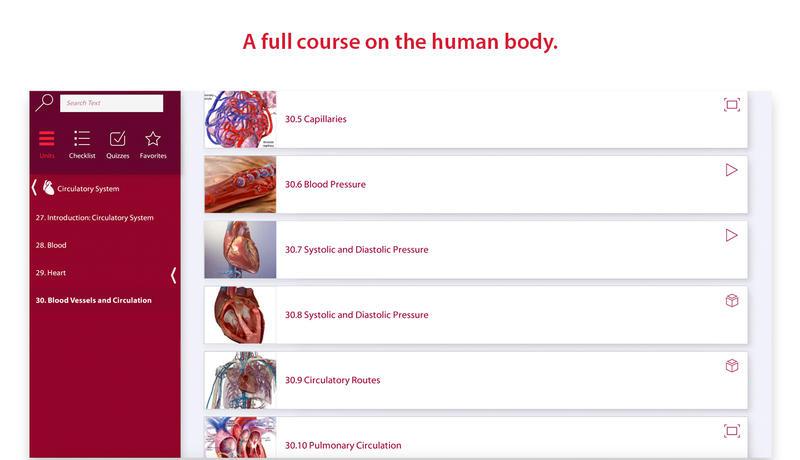 A full course on the human body.
Search Text
Units
Checklist
Quizzes
Favorites
Circulatory System
27. Introduction: Circulatory System
28. Blood
29. Heart
30. Blood Vessels and Circulation
30.5 Capillaries
30.6 Blood Pressure
30.7 Systolic and Diastolic Pressure
30.8 Systolic and Diastolic Pressure
30.9 Circulatory Routes
30.10 Pulmonary Circulation